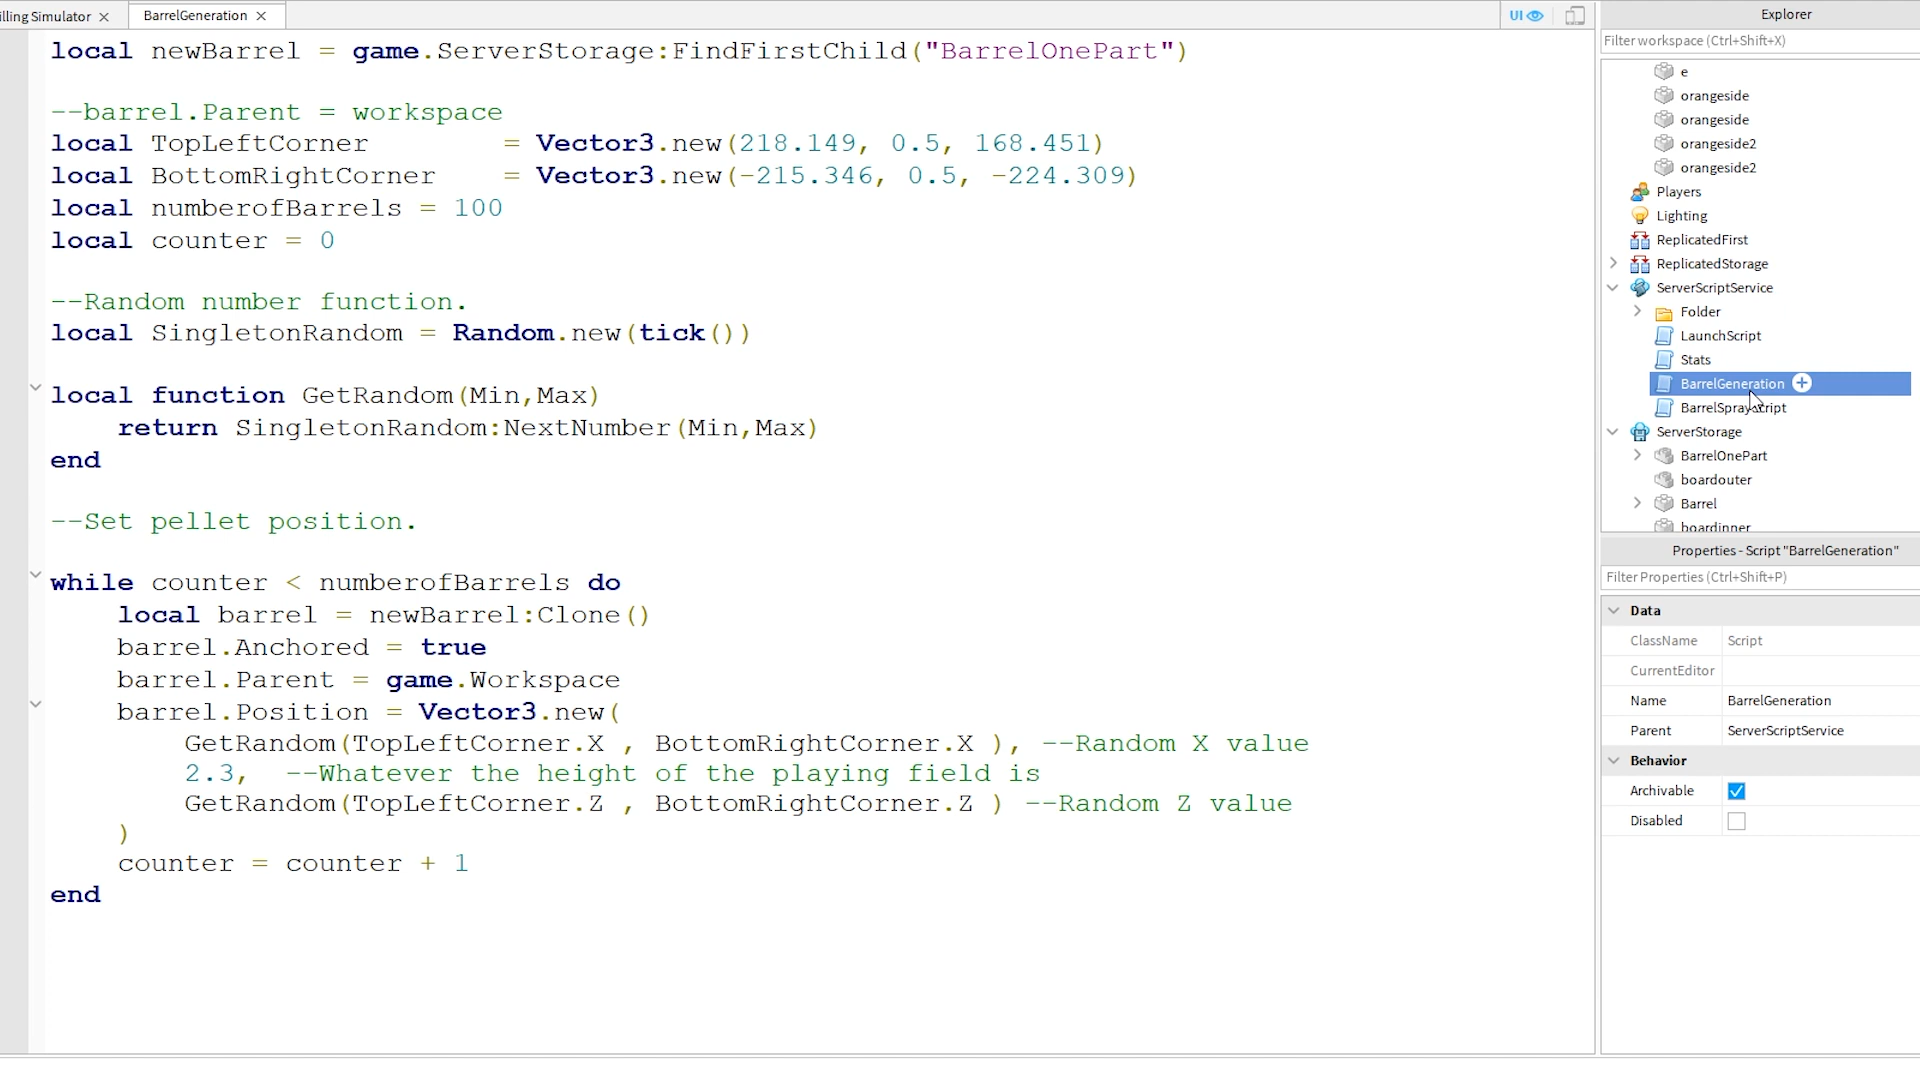 illing Simulator
BarrelGeneration
UI
local newBarrel = game.ServerStorage:FindFirstChild("BarrelOnePart")
--barrel.Parent = workspace
local TopLeftCorner = Vector3.new(218.149, 0.5, 168.451)
local BottomRightCorner = Vector3.new(-215.346, 0.5, -224.309)
local numberofBarrels = 100
local counter = 0
--Random number function.
local SingletonRandom = Random.new(tick())
local function GetRandom(Min,Max)
return SingletonRandom:NextNumber(Min,Max)
end
--Set pellet position.
while counter < numberofBarrels do
local barrel = newBarrel:Clone()
barrel.Anchored = true
barrel.Parent = game.Workspace
barrel.Position = Vector3.new(
GetRandom(TopLeftCorner.X , BottomRightCorner.X ), --Random X value
2.3, --Whatever the height of the playing field is
GetRandom(TopLeftCorner.Z , BottomRightCorner.Z ) --Random Z value
)
counter = counter + 1
end
Explorer
Filter workspace (Ctrl+Shift+X)
e
orangeside
orangeside
orangeside2
orangeside2
Players
Lighting
ReplicatedFirst
ReplicatedStorage
ServerScriptService
Folder
LaunchScript
Stats
BarrelGeneration
BarrelSprayScript
ServerStorage
BarrelOnePart
boardouter
Barrel
boardinner
Properties - Script "BarrelGeneration"
Filter Properties (Ctrl+Shift+P)
Data
ClassName Script
CurrentEditor
Name BarrelGeneration
Parent ServerScriptService
Behavior
Archivable
Disabled